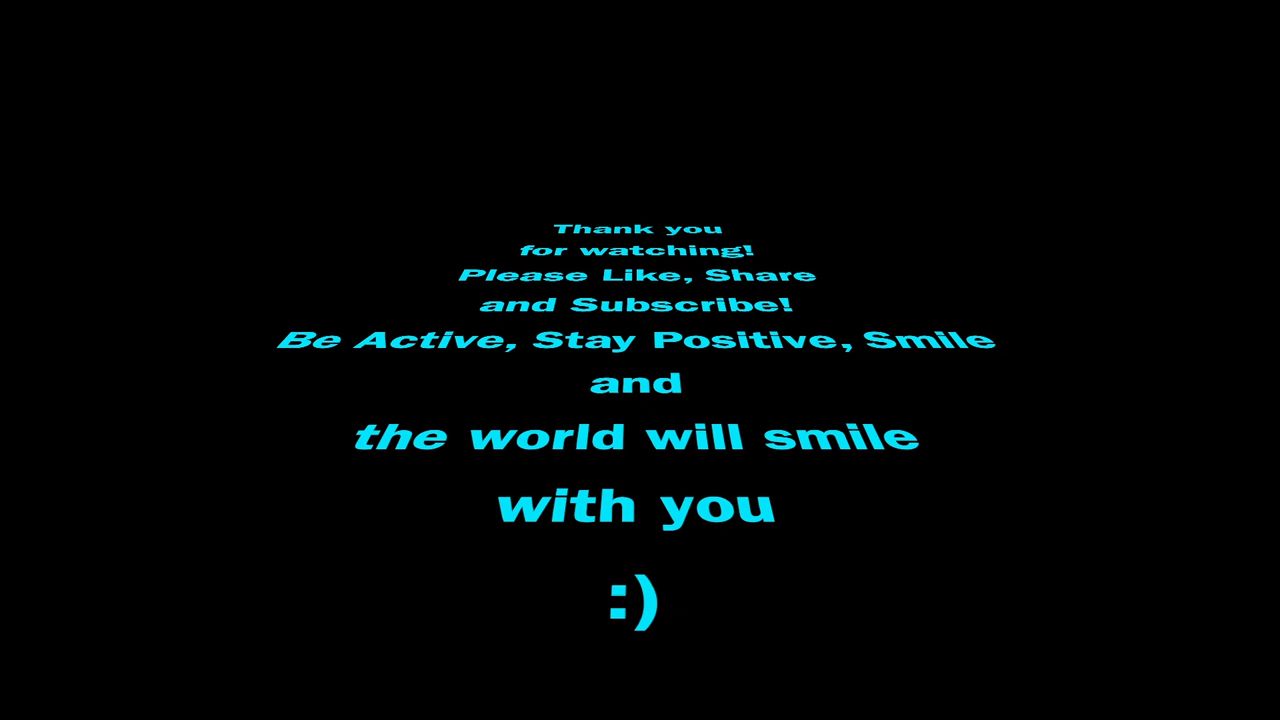 Thank you
for watching!
Please Like, Share
and Subscribe!
Be Active, Stay Positive, Smile
and
the world will smile
with you
:)